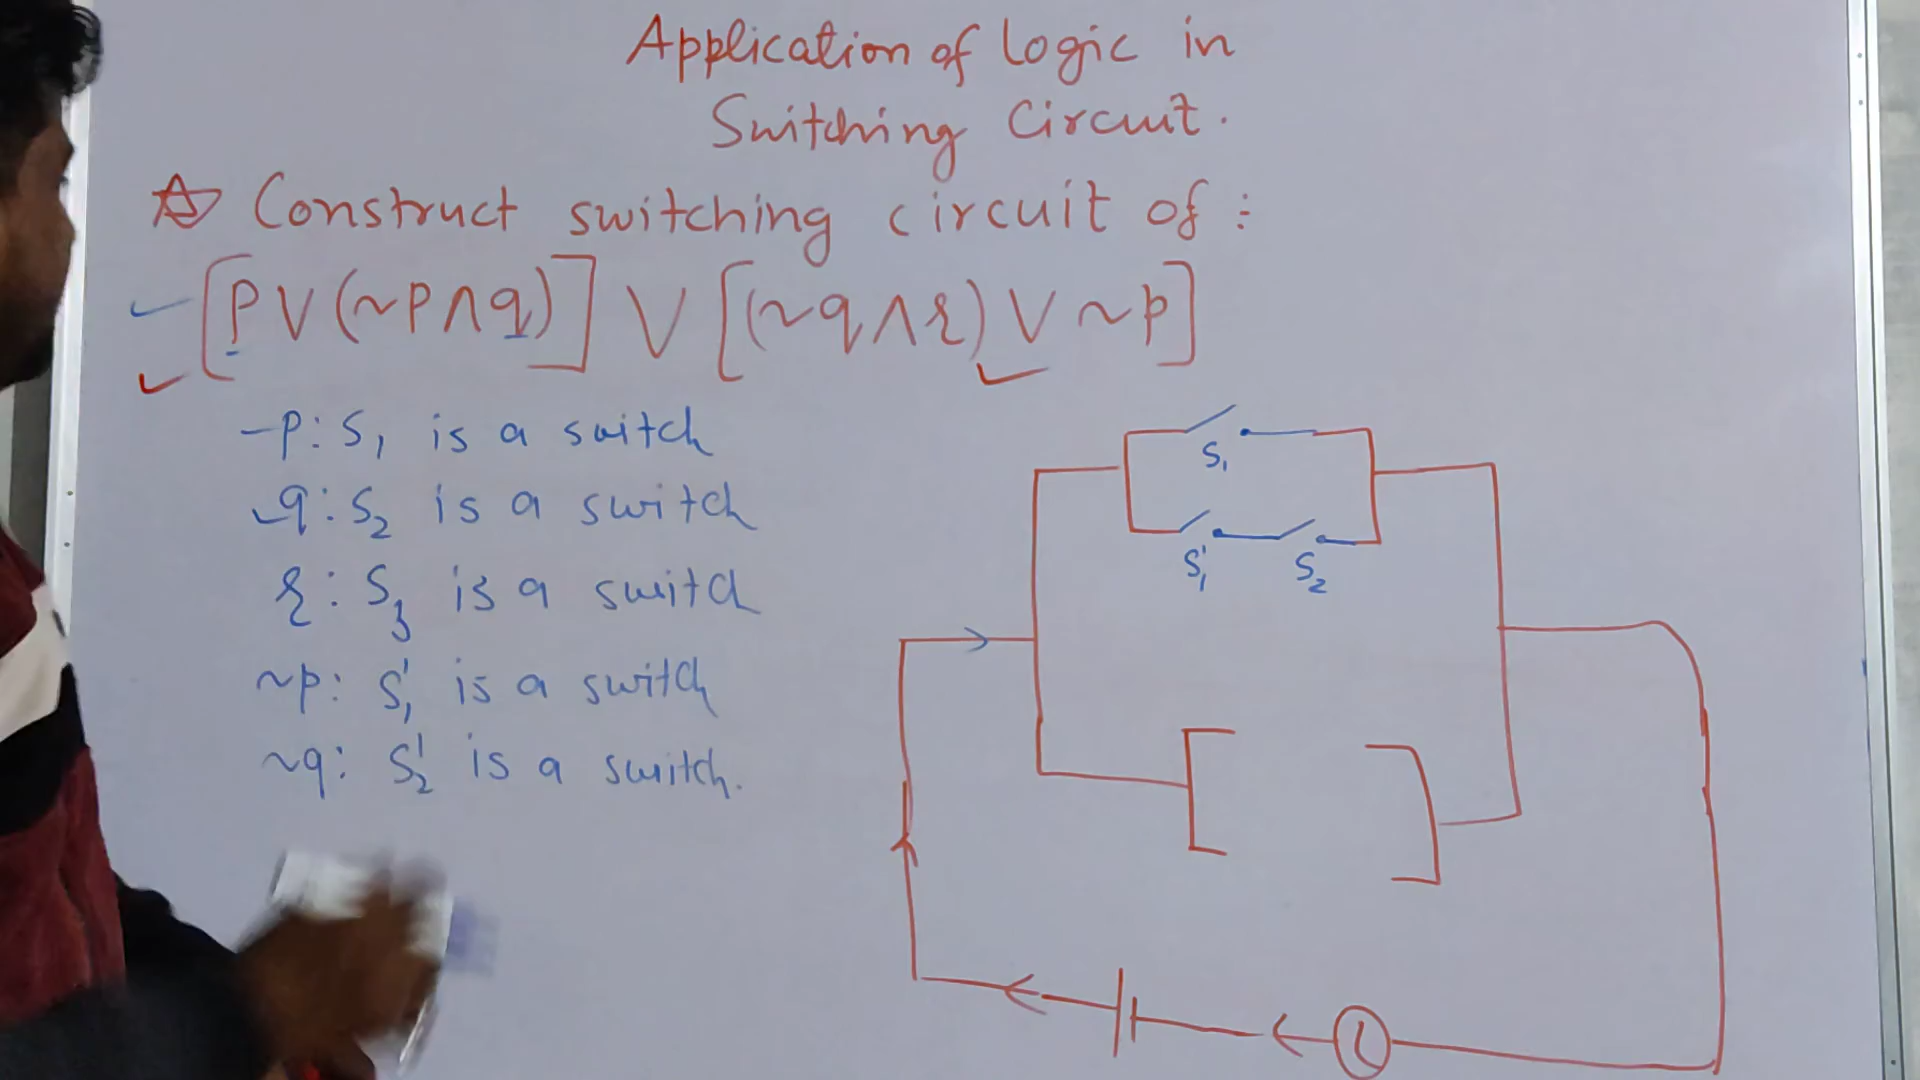 Application of Logic in
Switching Circuit.
Construct switching circuit of :
[p ∨ (~p ∧ q)] ∨ [(~q ∧ r) ∨ ~p]
p: S₁ is a switch
q: S₂ is a switch
r: S₃ is a switch
~p: S₁' is a switch
~q: S₂' is a switch.
S₁
S₁' S₂
L